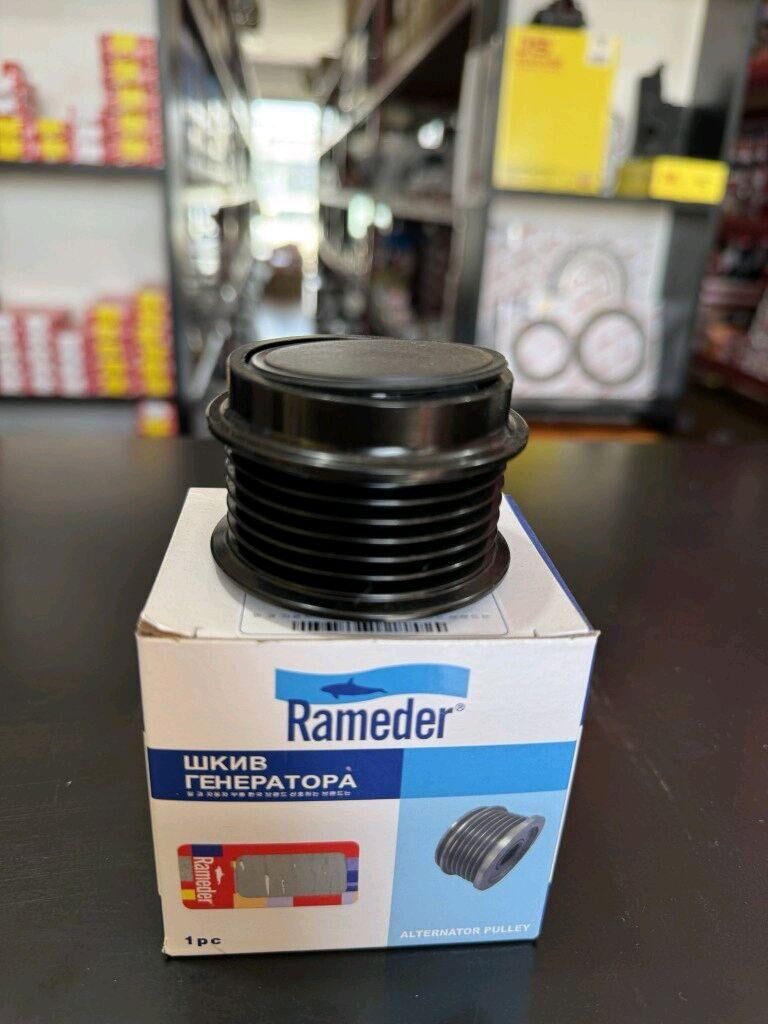 Rameder®
ШКИВ
ГЕНЕРАТОРА
Rameder
1pc
ALTERNATOR PULLEY